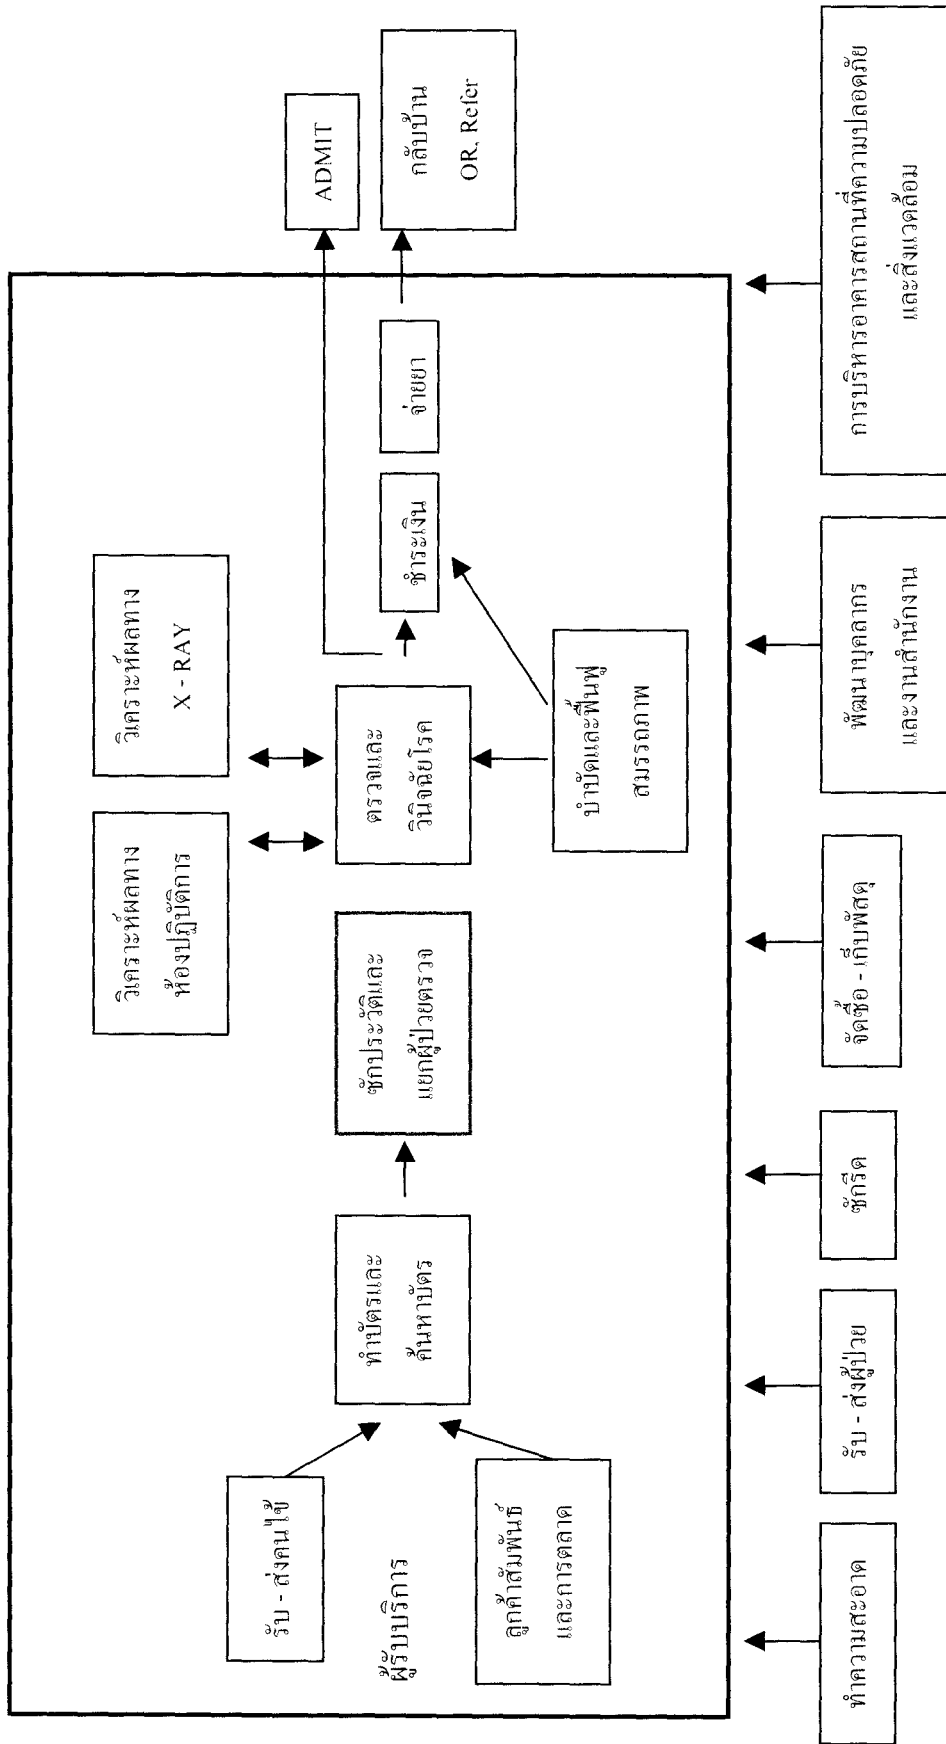 รับ - ส่งคนไข้
ผู้รับบริการ
ลูกค้าสัมพันธ์
และการตลาด
ทำบัตรและ
ค้นหาบัตร
ซักประวัติและ
แยกผู้ป่วยตรวจ
วิเคราะห์ผลทาง
ห้องปฏิบัติการ
วิเคราะห์ผลทาง
X - RAY
ตรวจและ
วินิจฉัยโรค
บำบัดและฟื้นฟู
สมรรถภาพ
ชำระเงิน
จ่ายยา
ADMIT
กลับบ้าน
OR, Refer
ทำความสะอาด
รับ - ส่งผู้ป่วย
ซักรีด
จัดซื้อ - เก็บพัสดุ
พัฒนาบุคลากร
และงานสำนักงาน
การบริหารอาคารสถานที่ความปลอดภัย
และสิ่งแวดล้อม